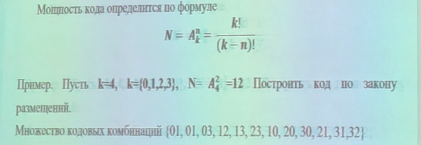 Мощность кода определится по формуле
N = A_k^n = k! / (k − n)!
Пример. Пусть k=4, k={0,1,2,3}, N= A_4^2 =12 Построить код по закону
размещений.
Множество кодовых комбинаций {01, 01, 03, 12, 13, 23, 10, 20, 30, 21, 31,32}